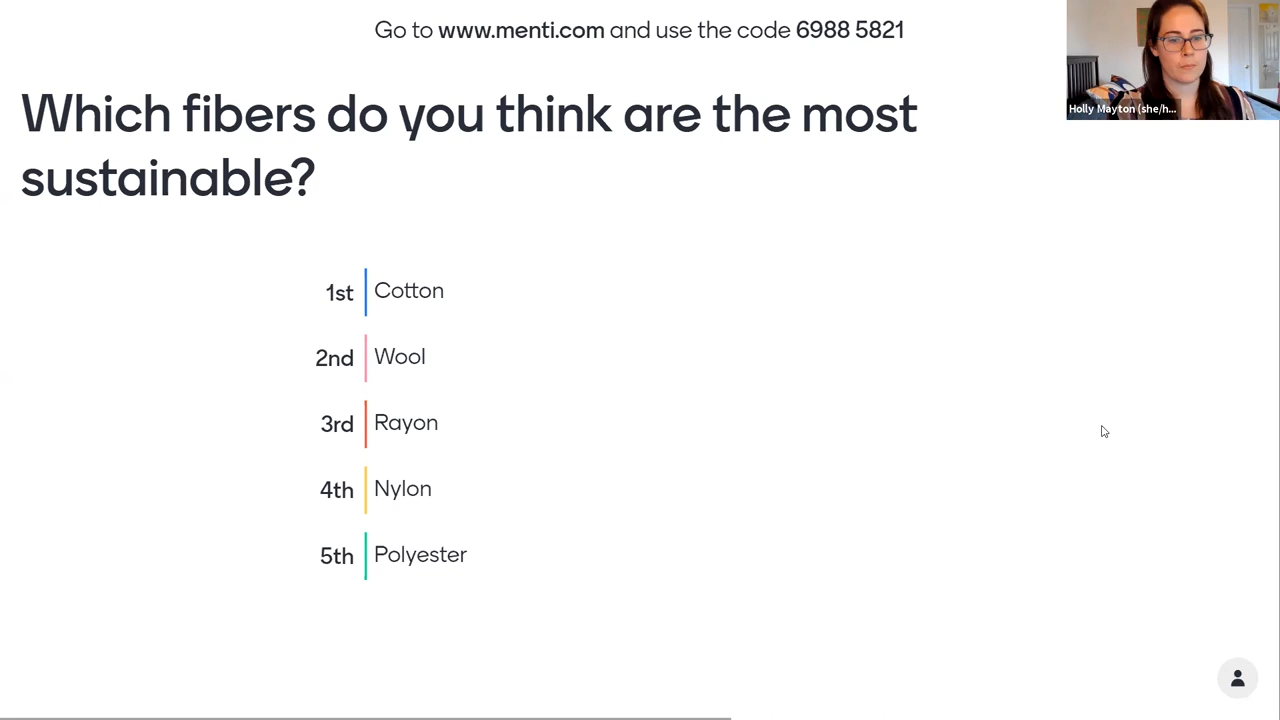 Go to www.menti.com and use the code 6988 5821
Holly Mayton (she/h...
Which fibers do you think are the most
sustainable?
1st Cotton
2nd Wool
3rd Rayon
4th Nylon
5th Polyester